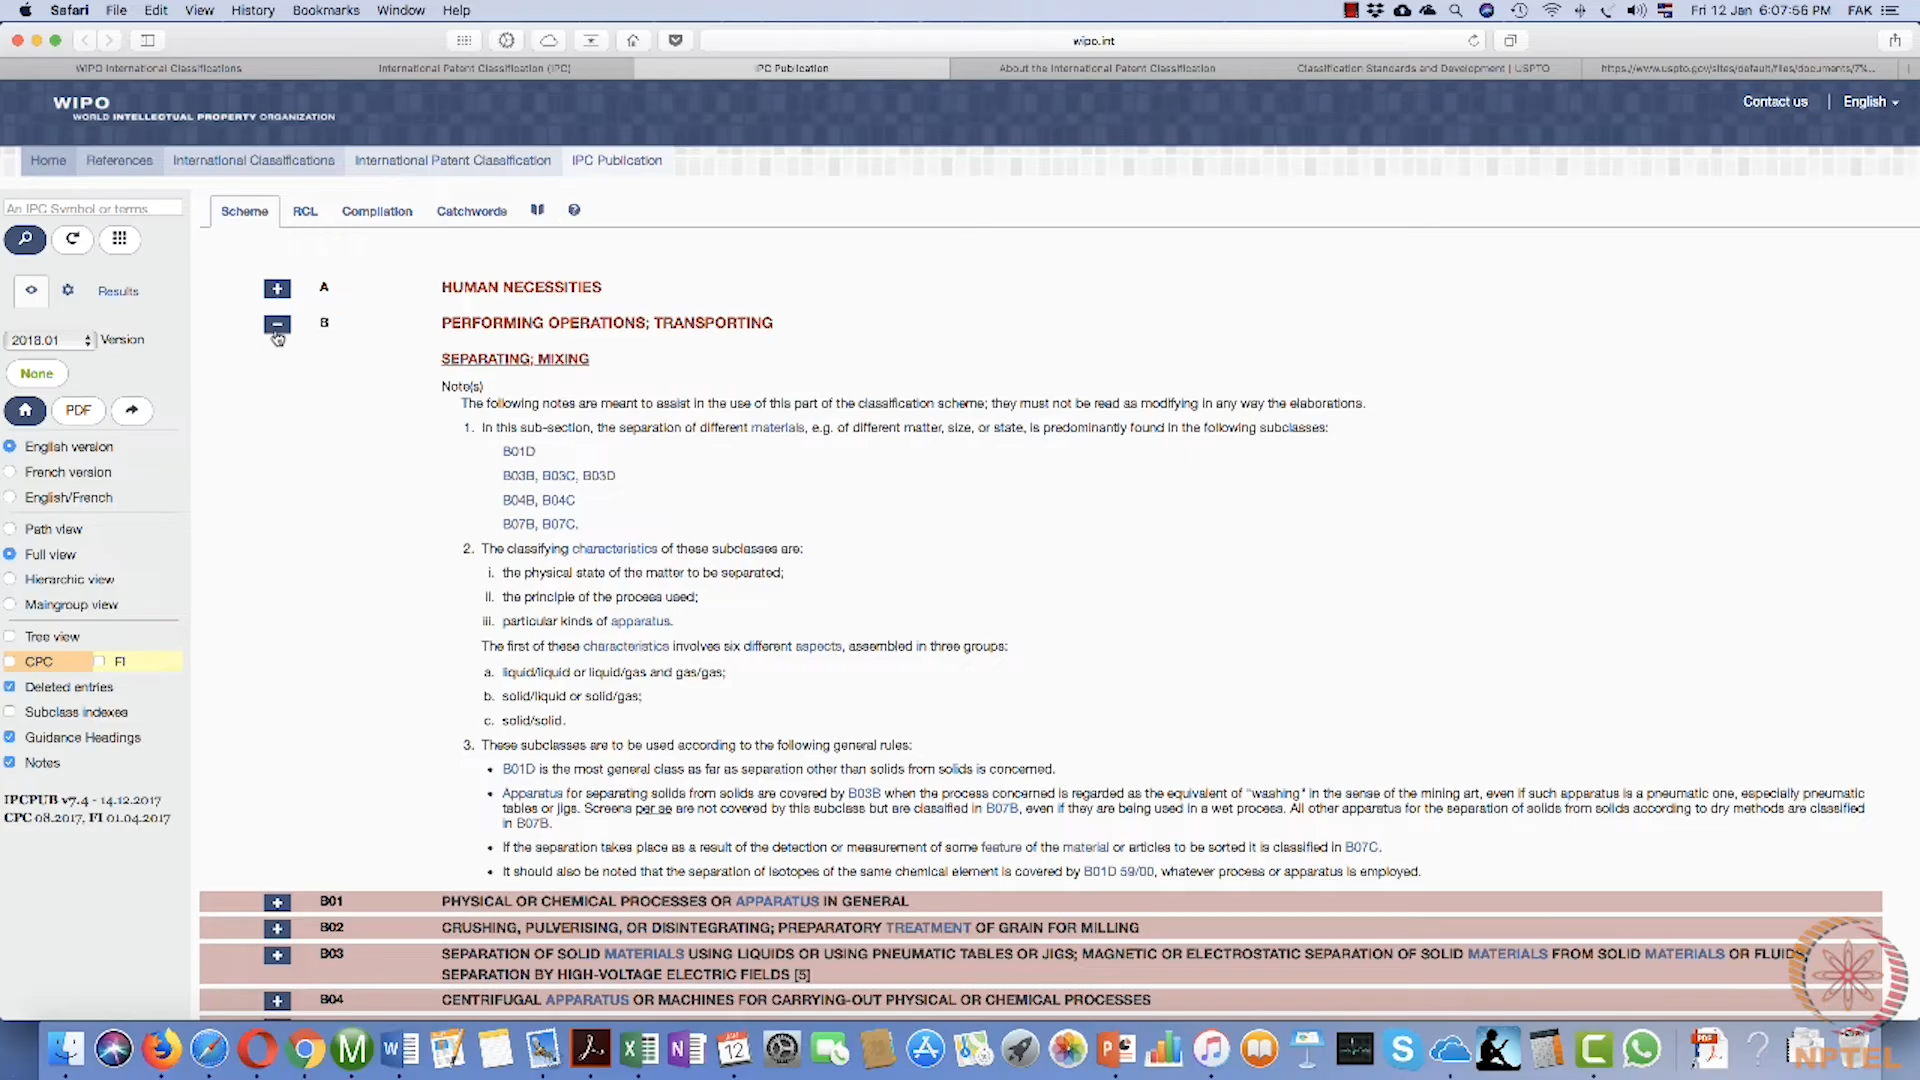 Safari File Edit View History Bookmarks Window Help Fri 12 Jan 6:07:56 PM FAK
wipo.int
WIPO International Classifications International Patent Classification (IPC) IPC Publication About the International Patent Classification Classification Standards and Development | USPTO https://www.uspto.gov/sites/default/files/documents/7%...
WIPO
WORLD INTELLECTUAL PROPERTY ORGANIZATION
Contact us | English
Home References International Classifications International Patent Classification IPC Publication
An IPC Symbol or terms
Scheme RCL Compilation Catchwords
Results
2018.01 Version
None
PDF
English version
French version
English/French
Path view
Full view
Hierarchic view
Maingroup view
Tree view
CPC FI
Deleted entries
Subclass indexes
Guidance Headings
Notes
IPCPUB v7.4 - 14.12.2017
CPC 08.2017, FI 01.04.2017
A HUMAN NECESSITIES
B PERFORMING OPERATIONS; TRANSPORTING
SEPARATING; MIXING
Note(s)
The following notes are meant to assist in the use of this part of the classification scheme; they must not be read as modifying in any way the elaborations.
1. In this sub-section, the separation of different materials, e.g. of different matter, size, or state, is predominantly found in the following subclasses:
B01D
B03B, B03C, B03D
B04B, B04C
B07B, B07C.
2. The classifying characteristics of these subclasses are:
i. the physical state of the matter to be separated;
ii. the principle of the process used;
iii. particular kinds of apparatus.
The first of these characteristics involves six different aspects, assembled in three groups:
a. liquid/liquid or liquid/gas and gas/gas;
b. solid/liquid or solid/gas;
c. solid/solid.
3. These subclasses are to be used according to the following general rules:
• B01D is the most general class as far as separation other than solids from solids is concerned.
• Apparatus for separating solids from solids are covered by B03B when the process concerned is regarded as the equivalent of "washing" in the sense of the mining art, even if such apparatus is a pneumatic one, especially pneumatic
tables or jigs. Screens per se are not covered by this subclass but are classified in B07B, even if they are being used in a wet process. All other apparatus for the separation of solids from solids according to dry methods are classified
in B07B.
• If the separation takes place as a result of the detection or measurement of some feature of the material or articles to be sorted it is classified in B07C.
• It should also be noted that the separation of isotopes of the same chemical element is covered by B01D 59/00, whatever process or apparatus is employed.
B01 PHYSICAL OR CHEMICAL PROCESSES OR APPARATUS IN GENERAL
B02 CRUSHING, PULVERISING, OR DISINTEGRATING; PREPARATORY TREATMENT OF GRAIN FOR MILLING
B03 SEPARATION OF SOLID MATERIALS USING LIQUIDS OR USING PNEUMATIC TABLES OR JIGS; MAGNETIC OR ELECTROSTATIC SEPARATION OF SOLID MATERIALS FROM SOLID MATERIALS OR FLUIDS;
SEPARATION BY HIGH-VOLTAGE ELECTRIC FIELDS [5]
B04 CENTRIFUGAL APPARATUS OR MACHINES FOR CARRYING-OUT PHYSICAL OR CHEMICAL PROCESSES
NPTEL